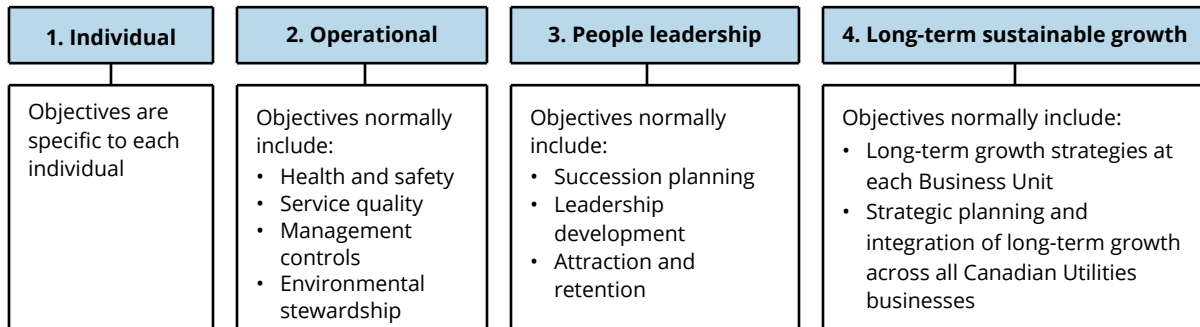 1. Individual
Objectives are
specific to each
individual
2. Operational
Objectives normally
include:
• Health and safety
• Service quality
• Management
controls
• Environmental
stewardship
3. People leadership
Objectives normally
include:
• Succession planning
• Leadership
development
• Attraction and
retention
4. Long-term sustainable growth
Objectives normally include:
• Long-term growth strategies at
each Business Unit
• Strategic planning and
integration of long-term growth
across all Canadian Utilities
businesses